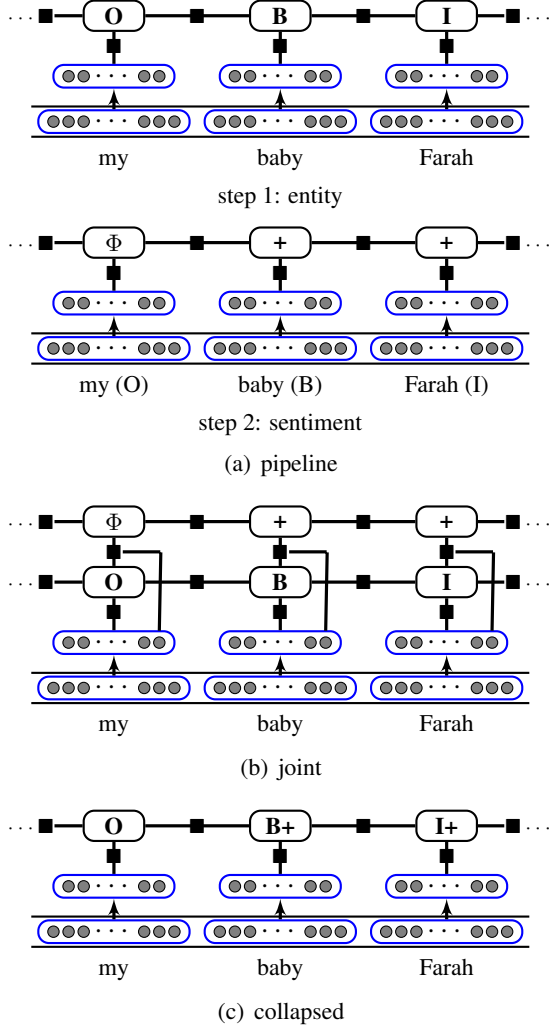 ... O B I ...
my baby Farah
step 1: entity
... Φ + + ...
my (O) baby (B) Farah (I)
step 2: sentiment
(a) pipeline
... Φ + + ...
... O B I ...
my baby Farah
(b) joint
... O B+ I+ ...
my baby Farah
(c) collapsed